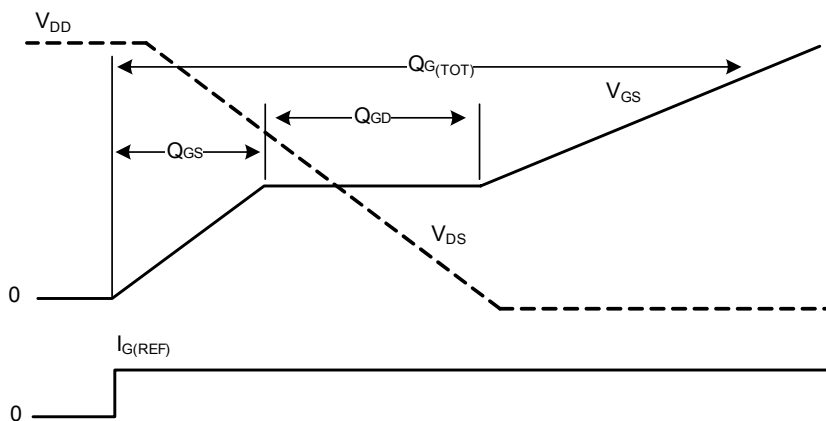 VDD
QG(TOT)
VGS
QGD
QGS
VDS
0
IG(REF)
0